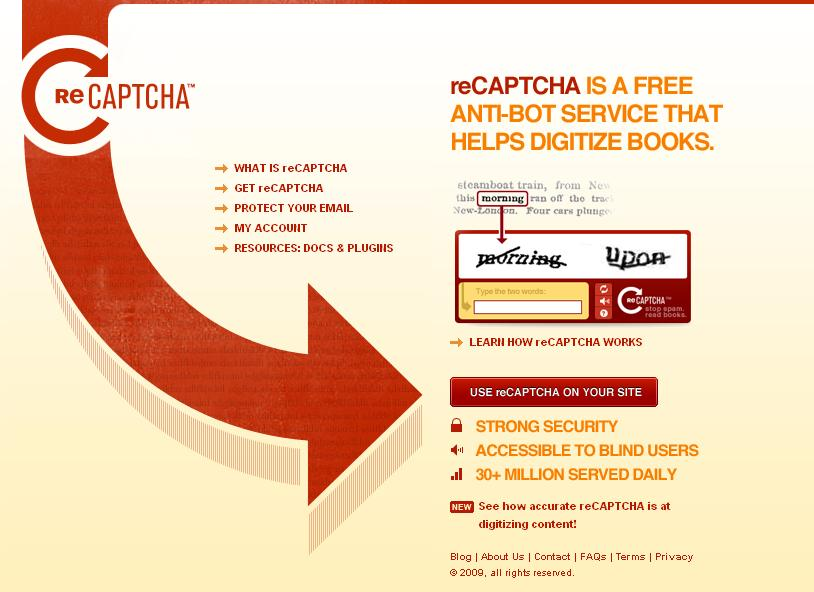 reCAPTCHA™
WHAT IS reCAPTCHA
GET reCAPTCHA
PROTECT YOUR EMAIL
MY ACCOUNT
RESOURCES: DOCS & PLUGINS
reCAPTCHA IS A FREE
ANTI-BOT SERVICE THAT
HELPS DIGITIZE BOOKS.
steamboat train, from New
this morning ran off the
New-London. Four cars
morning upon
Type the two words:
reCAPTCHA™
stop spam.
read books.
LEARN HOW reCAPTCHA WORKS
USE reCAPTCHA ON YOUR SITE
STRONG SECURITY
ACCESSIBLE TO BLIND USERS
30+ MILLION SERVED DAILY
NEW See how accurate reCAPTCHA is at
digitizing content!
Blog | About Us | Contact | FAQs | Terms | Privacy
© 2009, all rights reserved.